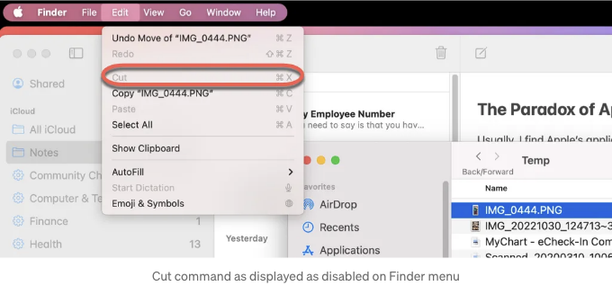 Finder File Edit View Go Window Help
Undo Move of “IMG_0444.PNG” ⌘ Z
Redo ⇧ ⌘ Z
Cut ⌘ X
Copy “IMG_0444.PNG” ⌘ C
Paste ⌘ V
Select All ⌘ A
Show Clipboard
AutoFill
Start Dictation
Emoji & Symbols
Shared
iCloud
All iCloud
Notes
Community Ch
Computer & Te
Finance 1
Health 13
y Employee Number
need to say is that you hav...
Yesterday
The Paradox of Ap
Usually, I find Apple's applic
Back/Forward
Temp
Name
IMG_0444.PNG
IMG_20221030_124713~3
MyChart - eCheck-In Com
Scanned_20200310_1006
avorites
AirDrop
Recents
Applications
Cut command as displayed as disabled on Finder menu